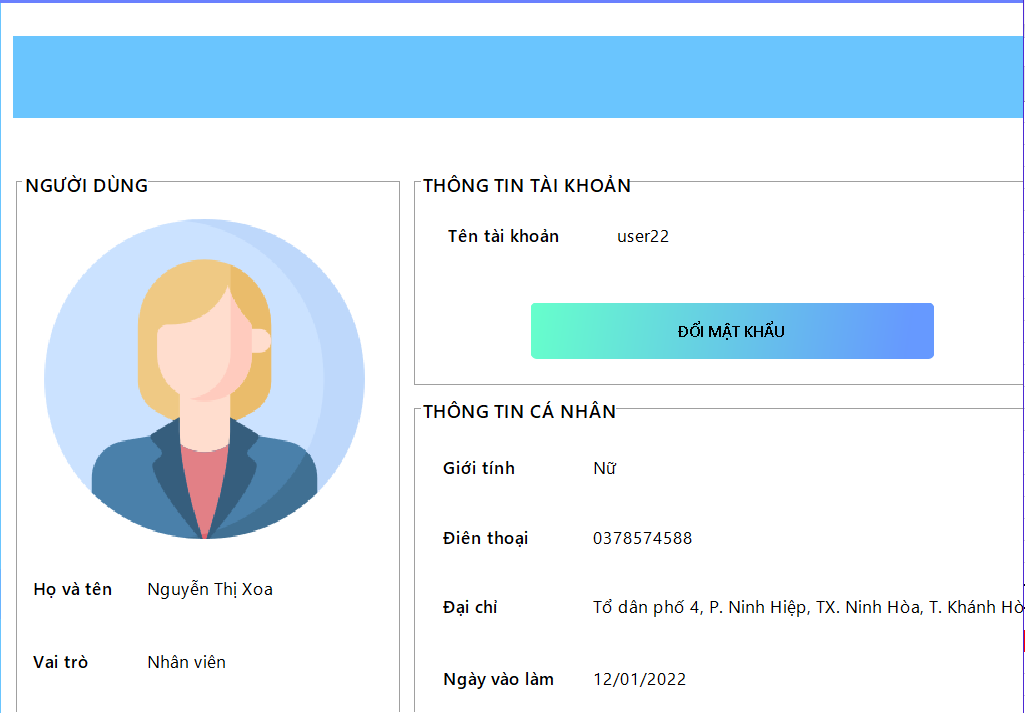 NGƯỜI DÙNG
Họ và tên Nguyễn Thị Xoa
Vai trò Nhân viên
THÔNG TIN TÀI KHOẢN
Tên tài khoản user22
ĐỔI MẬT KHẨU
THÔNG TIN CÁ NHÂN
Giới tính Nữ
Điên thoại 0378574588
Đại chỉ Tổ dân phố 4, P. Ninh Hiệp, TX. Ninh Hòa, T. Khánh Hò
Ngày vào làm 12/01/2022